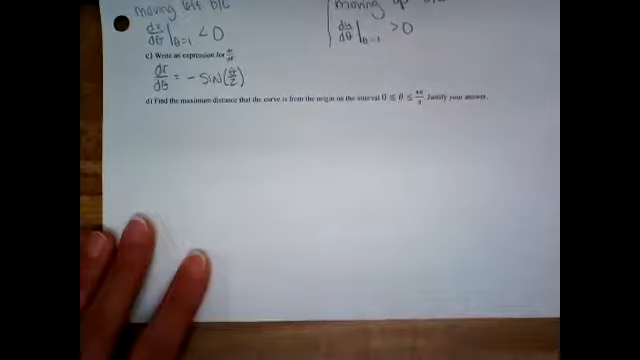 moving left b/c
dx/dθ|θ=1 < 0
moving up b/c
dy/dθ|θ=1 > 0
c) Write an expression for dr/dθ.
dr/dθ = - sin(θ/2)
d) Find the maximum distance that the curve is from the origin on the interval 0 ≤ θ ≤ Justify your answer.